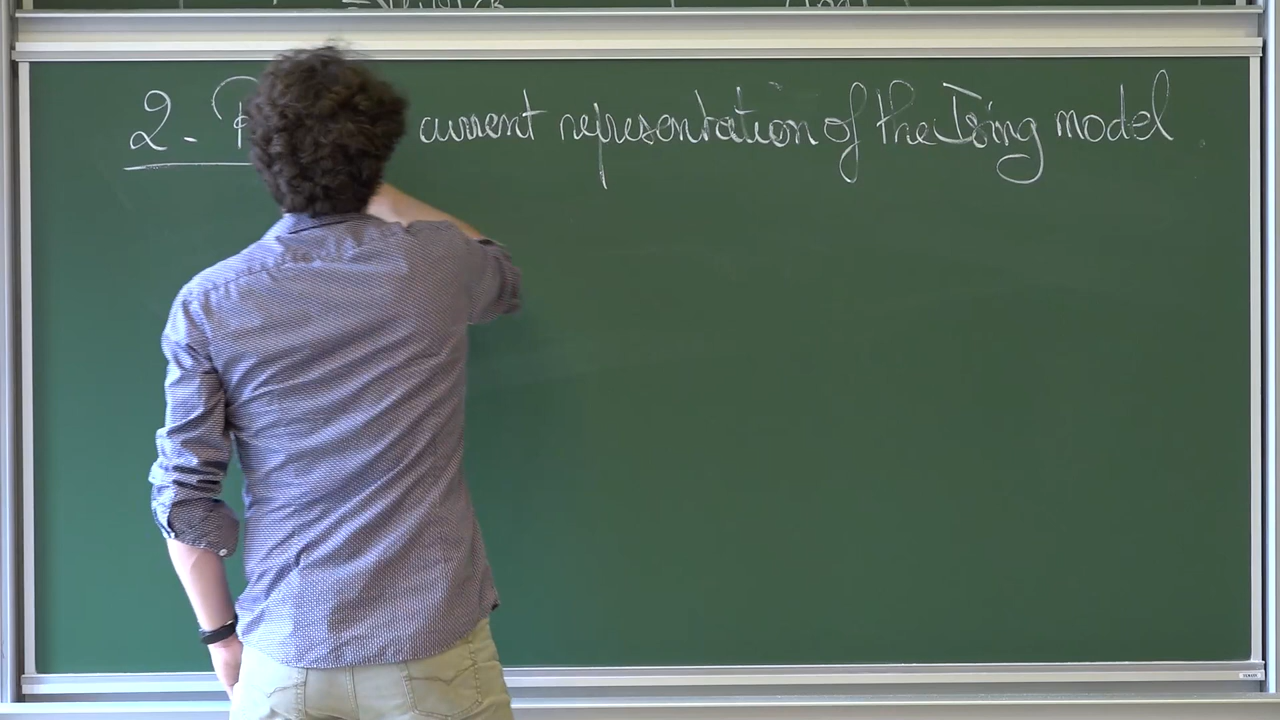 2- current representation of the Ising model